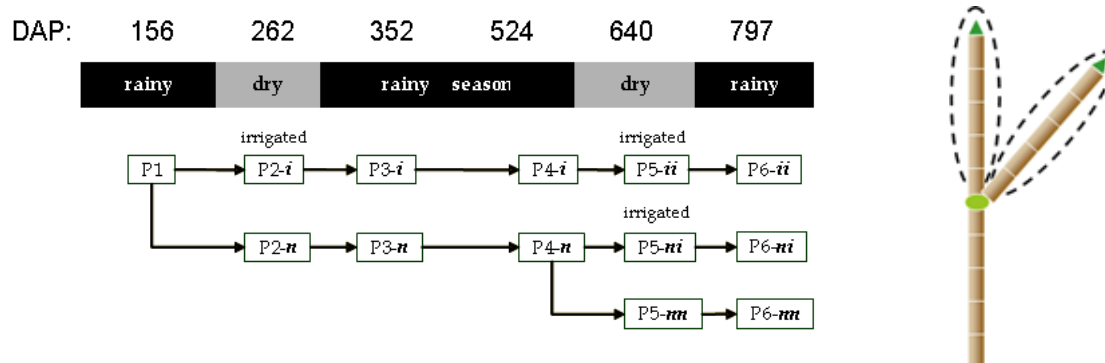 DAP: 156 262 352 524 640 797
rainy dry rainy season dry rainy
irrigated irrigated
P1 P2-i P3-i P4-i P5-ii P6-ii
irrigated
P2-n P3-n P4-n P5-ni P6-ni
P5-nn P6-nn